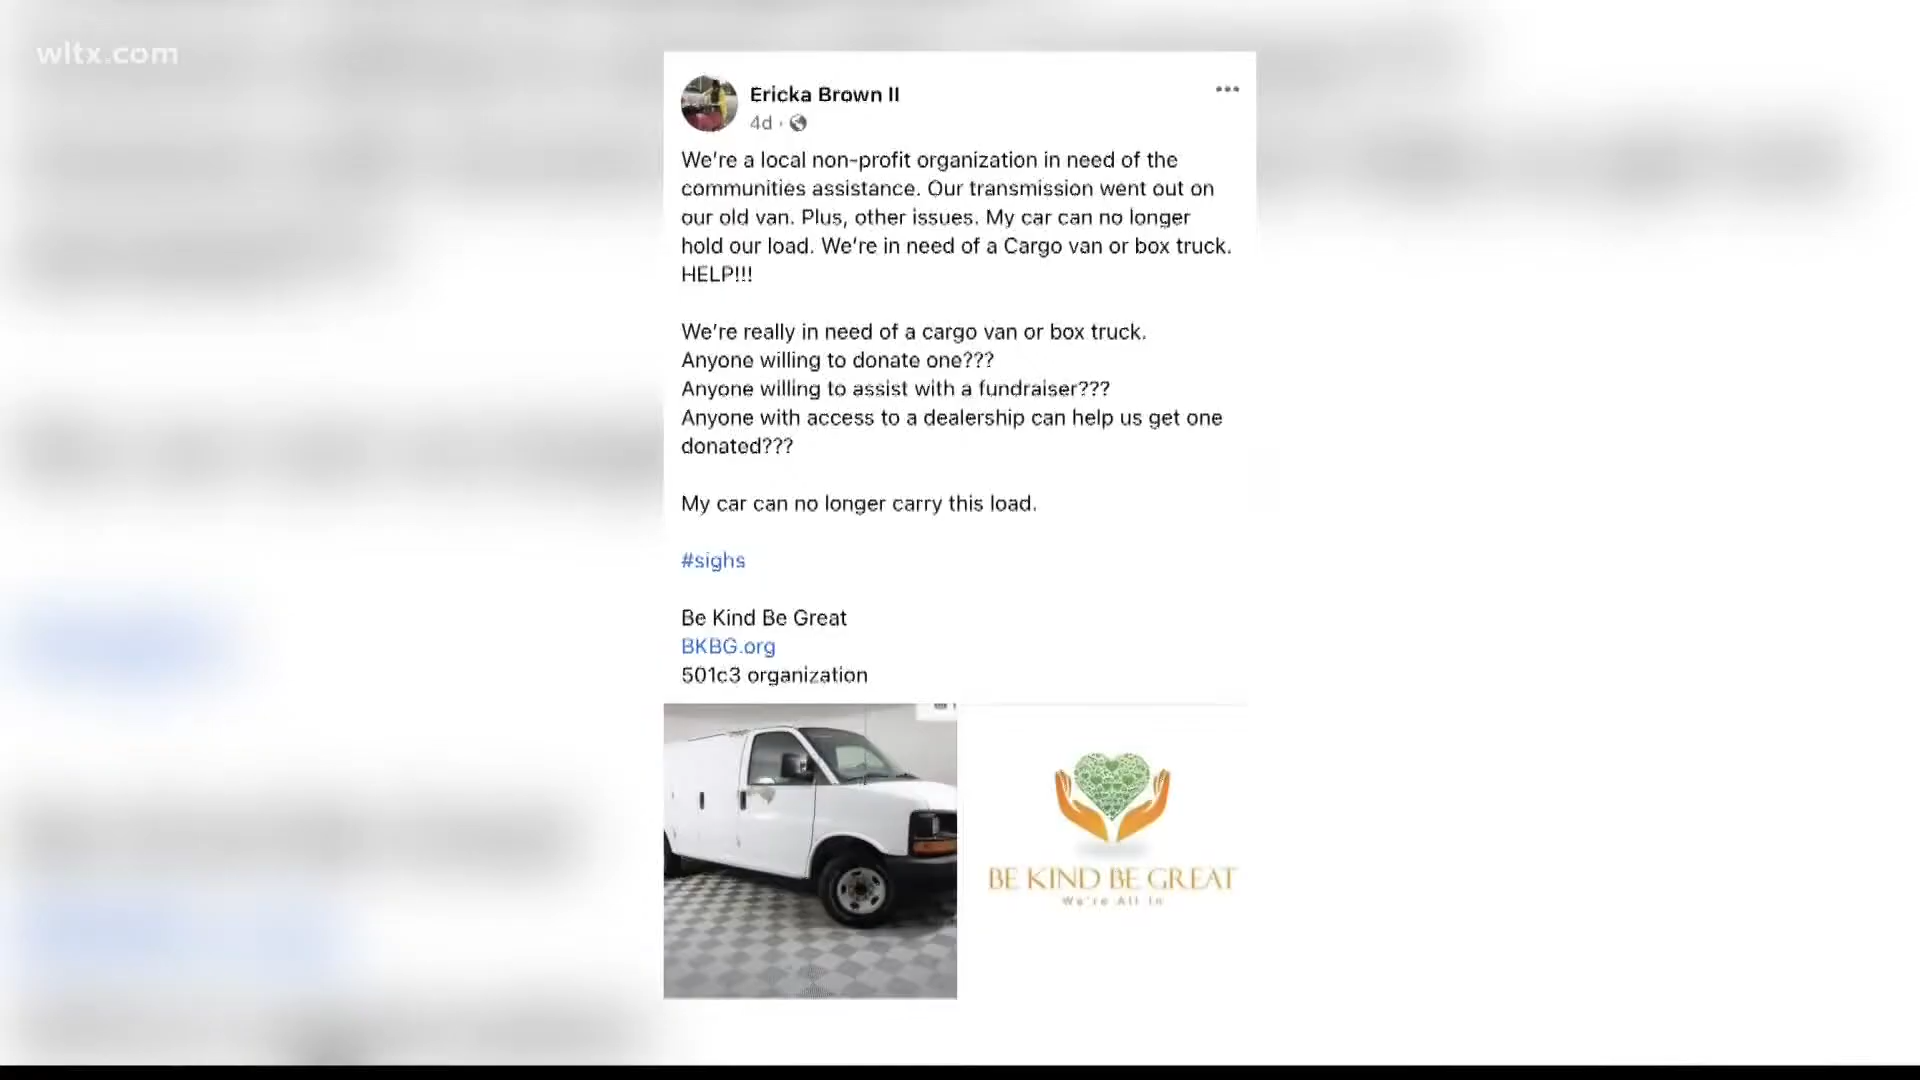 wltx.com
Ericka Brown II
4d
We're a local non-profit organization in need of the
communities assistance. Our transmission went out on
our old van. Plus, other issues. My car can no longer
hold our load. We're in need of a Cargo van or box truck.
HELP!!!
We're really in need of a cargo van or box truck.
Anyone willing to donate one???
Anyone willing to assist with a fundraiser???
Anyone with access to a dealership can help us get one
donated???
My car can no longer carry this load.
#sighs
Be Kind Be Great
BKBG.org
501c3 organization
BE KIND BE GREAT
We're All In